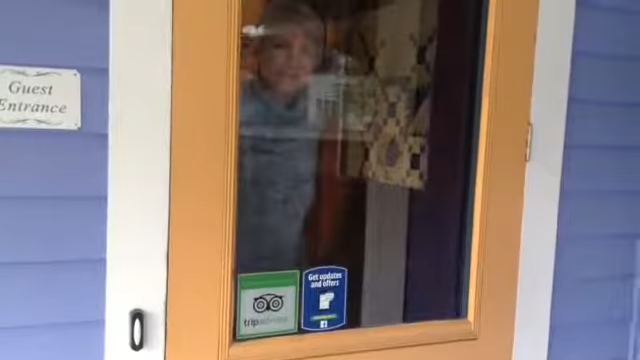 Guest
Entrance
Get updates
and offers
tripadvisor